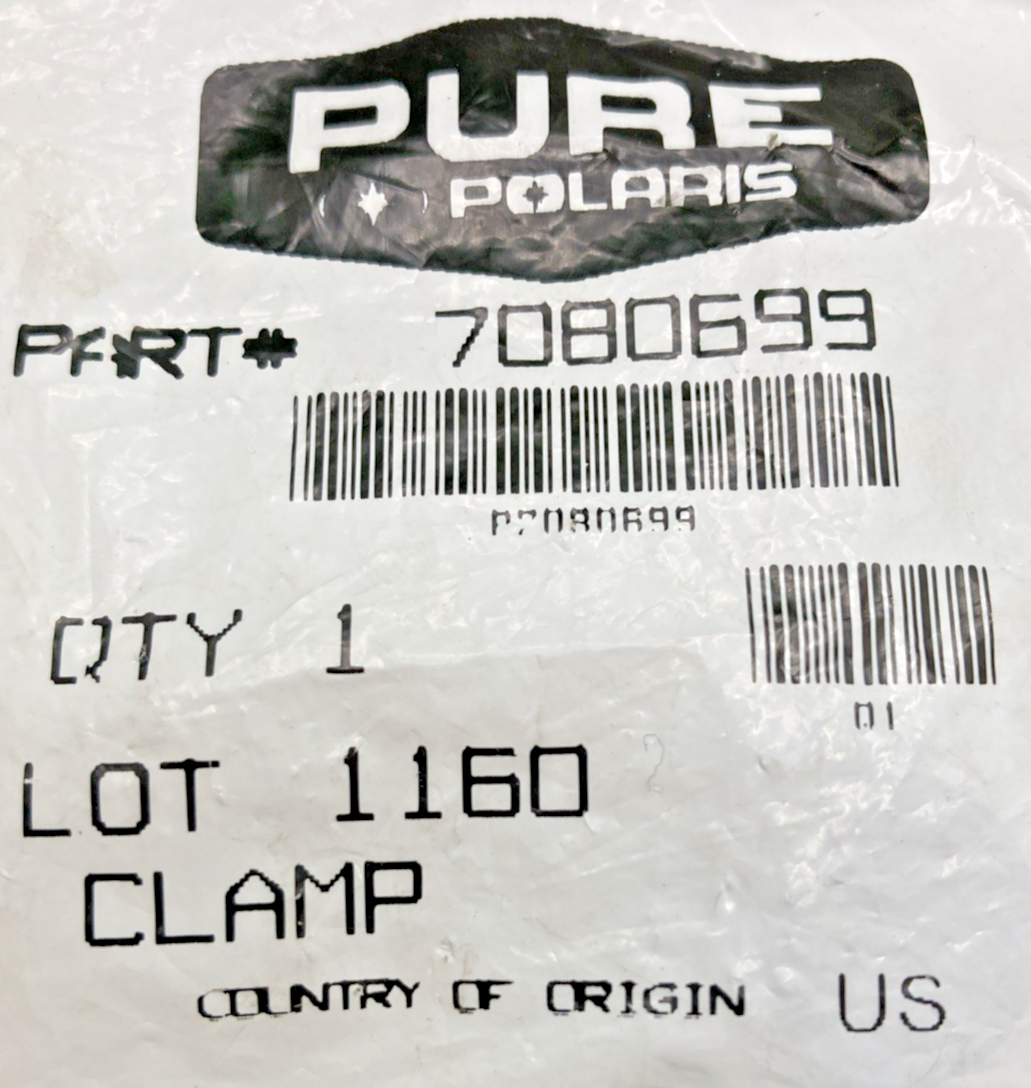 PURE
POLARIS
PART# 7080699
P7080699
QTY 1
01
LOT 1160
CLAMP
COUNTRY OF ORIGIN US